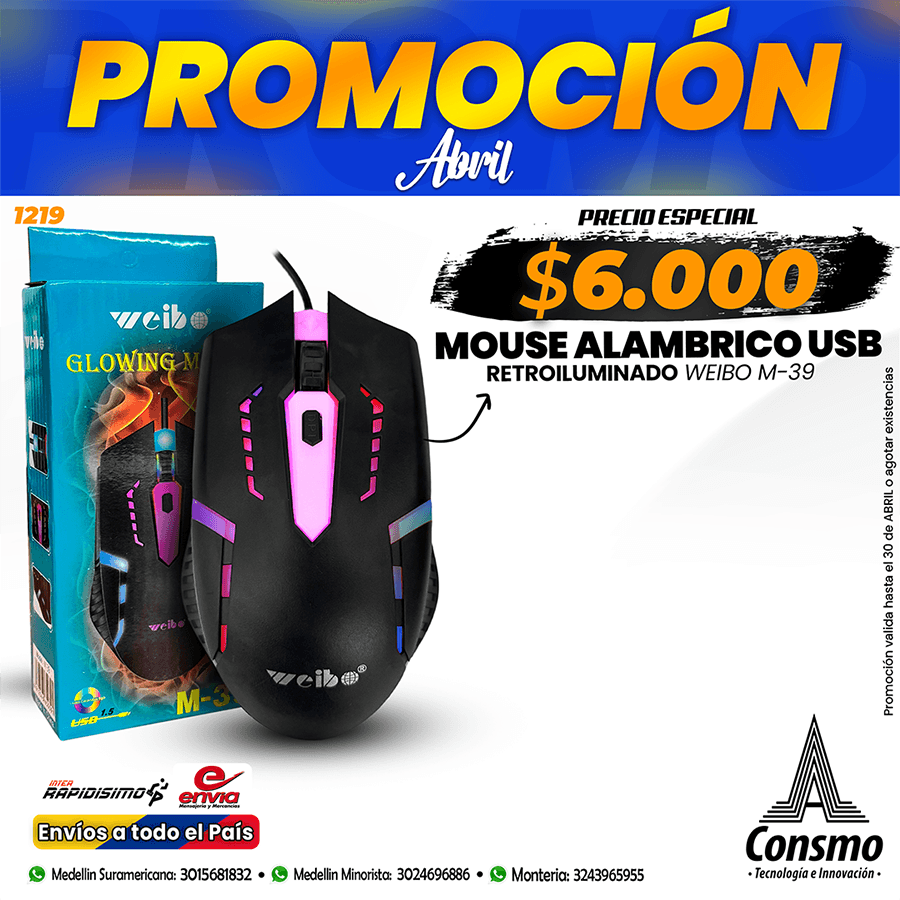 PROMOCIÓN
Abril
1219
PRECIO ESPECIAL
$6.000
MOUSE ALAMBRICO USB
RETROILUMINADO WEIBO M-39
weibo
GLOWING M
weibo
M-3
USB 1.5
weibo®
Promoción valida hasta el 30 de ABRIL o agotar existencias
INTER RAPIDISIMO
envia
Mensajería y Mercancías
Envíos a todo el País
Consmo
• Tecnología e Innovación •
Medellin Suramericana: 3015681832 • Medellin Minorista: 3024696886 • Monteria: 3243965955